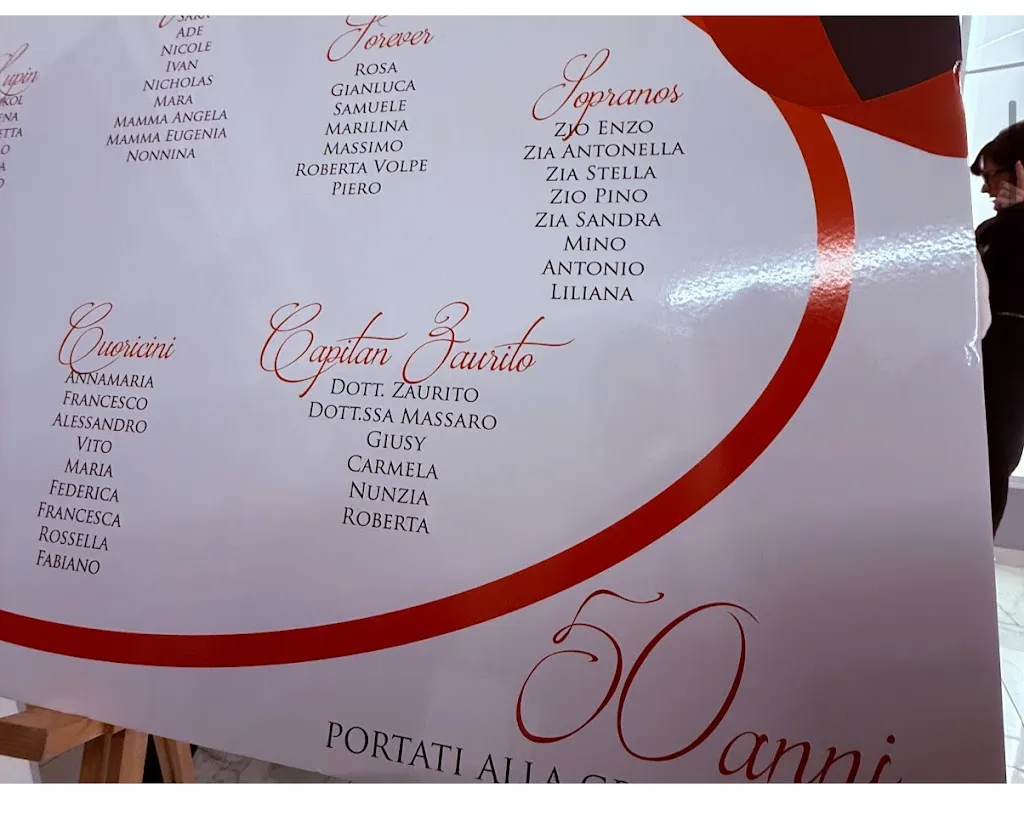 Lupin
SARA
ADE
NICOLE
IVAN
NICHOLAS
MARA
MAMMA ANGELA
MAMMA EUGENIA
NONNINA
Forever
ROSA
GIANLUCA
SAMUELE
MARILINA
MASSIMO
ROBERTA VOLPE
PIERO
Sopranos
ZIO ENZO
ZIA ANTONELLA
ZIA STELLA
ZIO PINO
ZIA SANDRA
MINO
ANTONIO
LILIANA
Cuoricini
ANNAMARIA
FRANCESCO
ALESSANDRO
VITO
MARIA
FEDERICA
FRANCESCA
ROSSELLA
FABIANO
Capitan Zaurito
DOTT. ZAURITO
DOTT.SSA MASSARO
GIUSY
CARMELA
NUNZIA
ROBERTA
50 anni
PORTATI ALLA